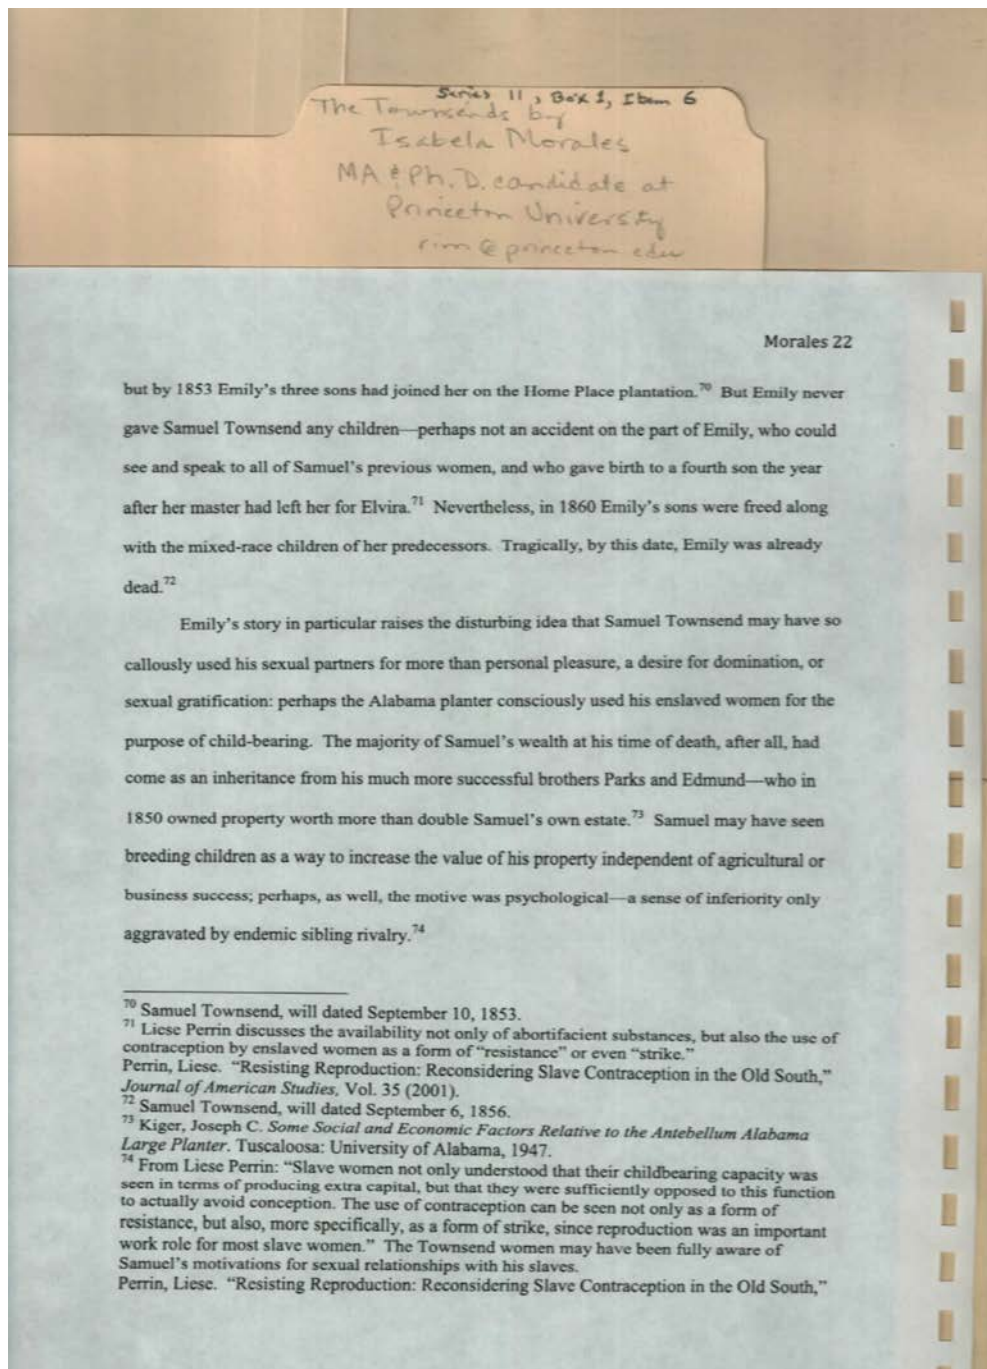 Series 11, Box 1, Item 6
The Townsends by
Isabela Morales
MA & Ph.D. candidate at
Princeton University
rim@princeton edu
Morales 22
but by 1853 Emily's three sons had joined her on the Home Place plantation.70 But Emily never
gave Samuel Townsend any children—perhaps not an accident on the part of Emily, who could
see and speak to all of Samuel's previous women, and who gave birth to a fourth son the year
after her master had left her for Elvira.71 Nevertheless, in 1860 Emily's sons were freed along
with the mixed-race children of her predecessors. Tragically, by this date, Emily was already
dead.72
Emily's story in particular raises the disturbing idea that Samuel Townsend may have so
callously used his sexual partners for more than personal pleasure, a desire for domination, or
sexual gratification: perhaps the Alabama planter consciously used his enslaved women for the
purpose of child-bearing. The majority of Samuel's wealth at his time of death, after all, had
come as an inheritance from his much more successful brothers Parks and Edmund—who in
1850 owned property worth more than double Samuel's own estate.73 Samuel may have seen
breeding children as a way to increase the value of his property independent of agricultural or
business success; perhaps, as well, the motive was psychological—a sense of inferiority only
aggravated by endemic sibling rivalry.74
70 Samuel Townsend, will dated September 10, 1853.
71 Liese Perrin discusses the availability not only of abortifacient substances, but also the use of
contraception by enslaved women as a form of "resistance" or even "strike."
Perrin, Liese. "Resisting Reproduction: Reconsidering Slave Contraception in the Old South,"
Journal of American Studies, Vol. 35 (2001).
72 Samuel Townsend, will dated September 6, 1856.
73 Kiger, Joseph C. Some Social and Economic Factors Relative to the Antebellum Alabama
Large Planter. Tuscaloosa: University of Alabama, 1947.
74 From Liese Perrin: "Slave women not only understood that their childbearing capacity was
seen in terms of producing extra capital, but that they were sufficiently opposed to this function
to actually avoid conception. The use of contraception can be seen not only as a form of
resistance, but also, more specifically, as a form of strike, since reproduction was an important
work role for most slave women." The Townsend women may have been fully aware of
Samuel's motivations for sexual relationships with his slaves.
Perrin, Liese. "Resisting Reproduction: Reconsidering Slave Contraception in the Old South,"